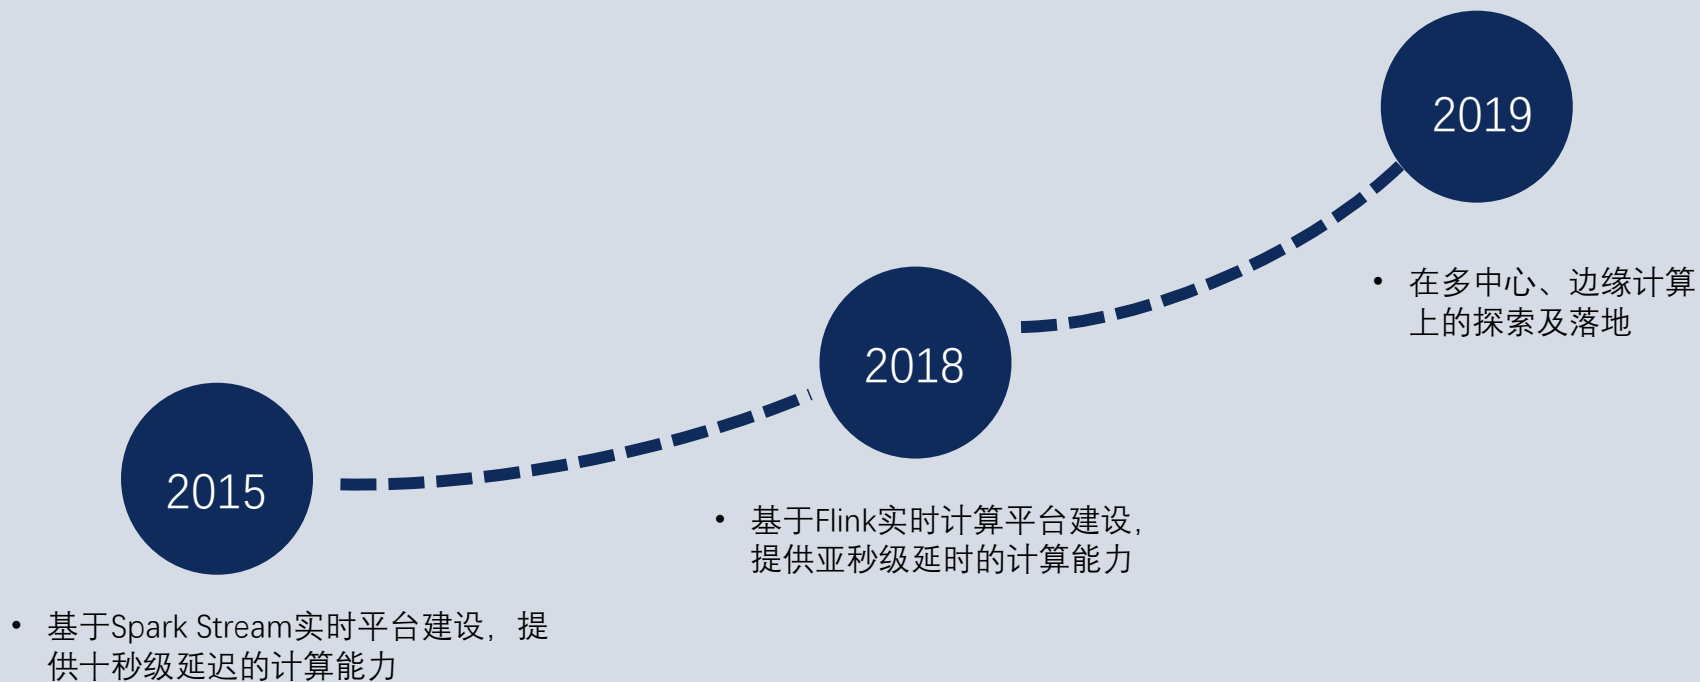 2015
• 基于Spark Stream实时平台建设，提
供十秒级延迟的计算能力
2018
• 基于Flink实时计算平台建设，
提供亚秒级延时的计算能力
2019
• 在多中心、边缘计算
上的探索及落地